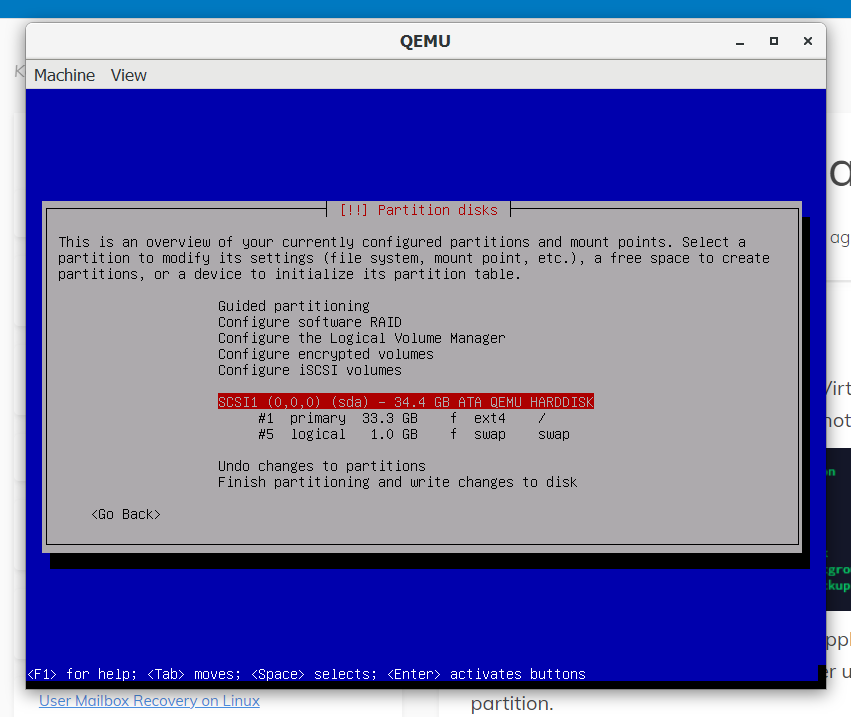 QEMU
Machine View
[!!] Partition disks
This is an overview of your currently configured partitions and mount points. Select a
partition to modify its settings (file system, mount point, etc.), a free space to create
partitions, or a device to initialize its partition table.
Guided partitioning
Configure software RAID
Configure the Logical Volume Manager
Configure encrypted volumes
Configure iSCSI volumes
SCSI1 (0,0,0) (sda) - 34.4 GB ATA QEMU HARDDISK
#1 primary 33.3 GB f ext4 /
#5 logical 1.0 GB f swap swap
Undo changes to partitions
Finish partitioning and write changes to disk
<Go Back>
<F1> for help; <Tab> moves; <Space> selects; <Enter> activates buttons
User Mailbox Recovery on Linux
partition.